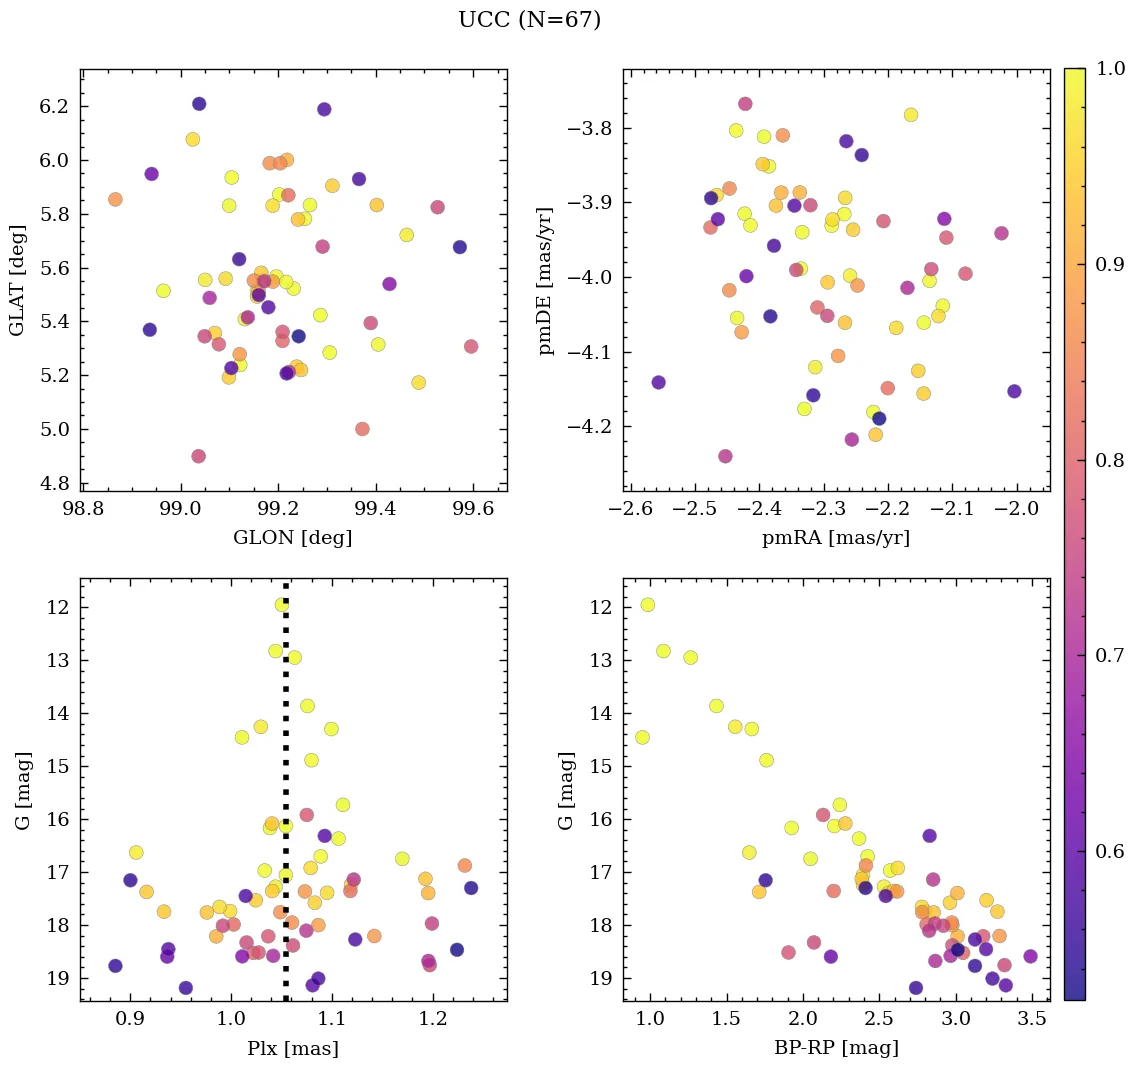 UCC (N=67)
6.2
6.0
5.8
5.6
5.4
5.2
5.0
4.8
GLAT [deg]
98.8 99.0 99.2 99.4 99.6
GLON [deg]
−3.8
−3.9
−4.0
−4.1
−4.2
pmDE [mas/yr]
−2.6 −2.5 −2.4 −2.3 −2.2 −2.1 −2.0
pmRA [mas/yr]
1.0
0.9
0.8
0.7
0.6
12
13
14
15
16
17
18
19
G [mag]
0.9 1.0 1.1 1.2
Plx [mas]
12
13
14
15
16
17
18
19
G [mag]
1.0 1.5 2.0 2.5 3.0 3.5
BP-RP [mag]